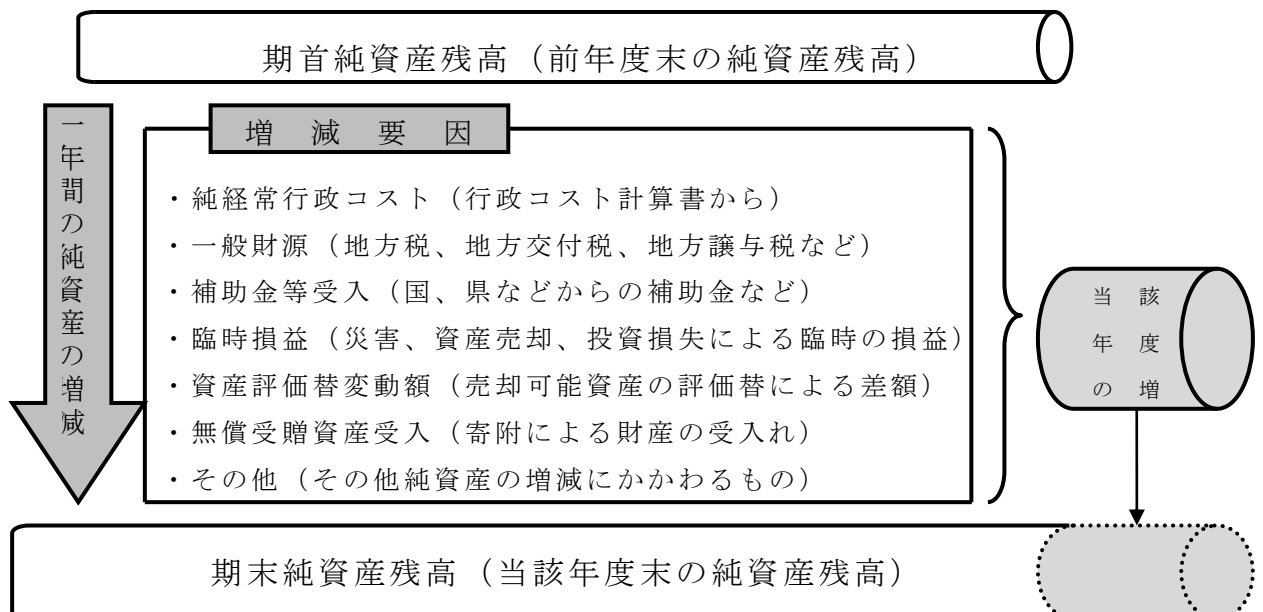 期首純資産残高（前年度末の純資産残高）
一年間の純資産の増減
増減要因
・純経常行政コスト（行政コスト計算書から）
・一般財源（地方税、地方交付税、地方譲与税など）
・補助金等受入（国、県などからの補助金など）
・臨時損益（災害、資産売却、投資損失による臨時の損益）
・資産評価替変動額（売却可能資産の評価替による差額）
・無償受贈資産受入（寄附による財産の受入れ）
・その他（その他純資産の増減にかかわるもの）
当該
年度
の増
期末純資産残高（当該年度末の純資産残高）